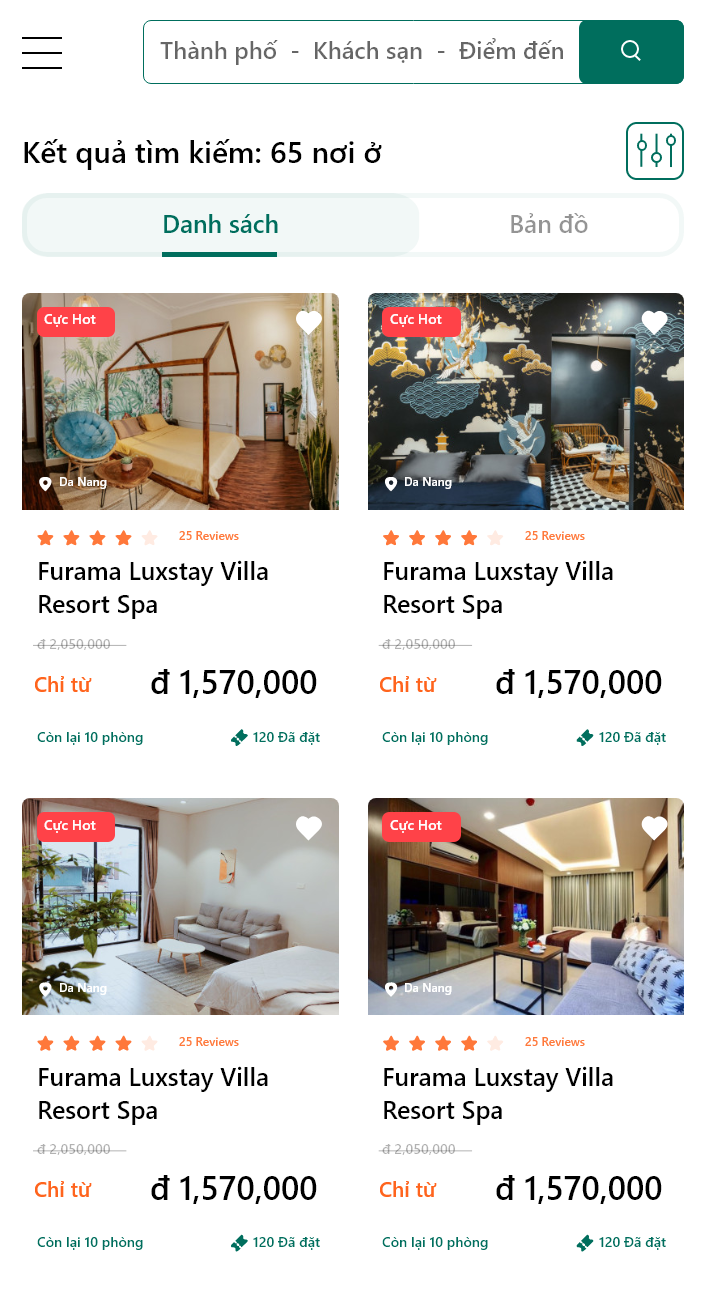 Thành phố - Khách sạn - Điểm đến
Kết quả tìm kiếm: 65 nơi ở
Danh sách
Bản đồ
Cực Hot
Da Nang
25 Reviews
Furama Luxstay Villa
Resort Spa
đ 2,050,000
Chỉ từ
đ 1,570,000
Còn lại 10 phòng
120 Đã đặt
Cực Hot
Da Nang
25 Reviews
Furama Luxstay Villa
Resort Spa
đ 2,050,000
Chỉ từ
đ 1,570,000
Còn lại 10 phòng
120 Đã đặt
Cực Hot
Da Nang
25 Reviews
Furama Luxstay Villa
Resort Spa
đ 2,050,000
Chỉ từ
đ 1,570,000
Còn lại 10 phòng
120 Đã đặt
Cực Hot
Da Nang
25 Reviews
Furama Luxstay Villa
Resort Spa
đ 2,050,000
Chỉ từ
đ 1,570,000
Còn lại 10 phòng
120 Đã đặt